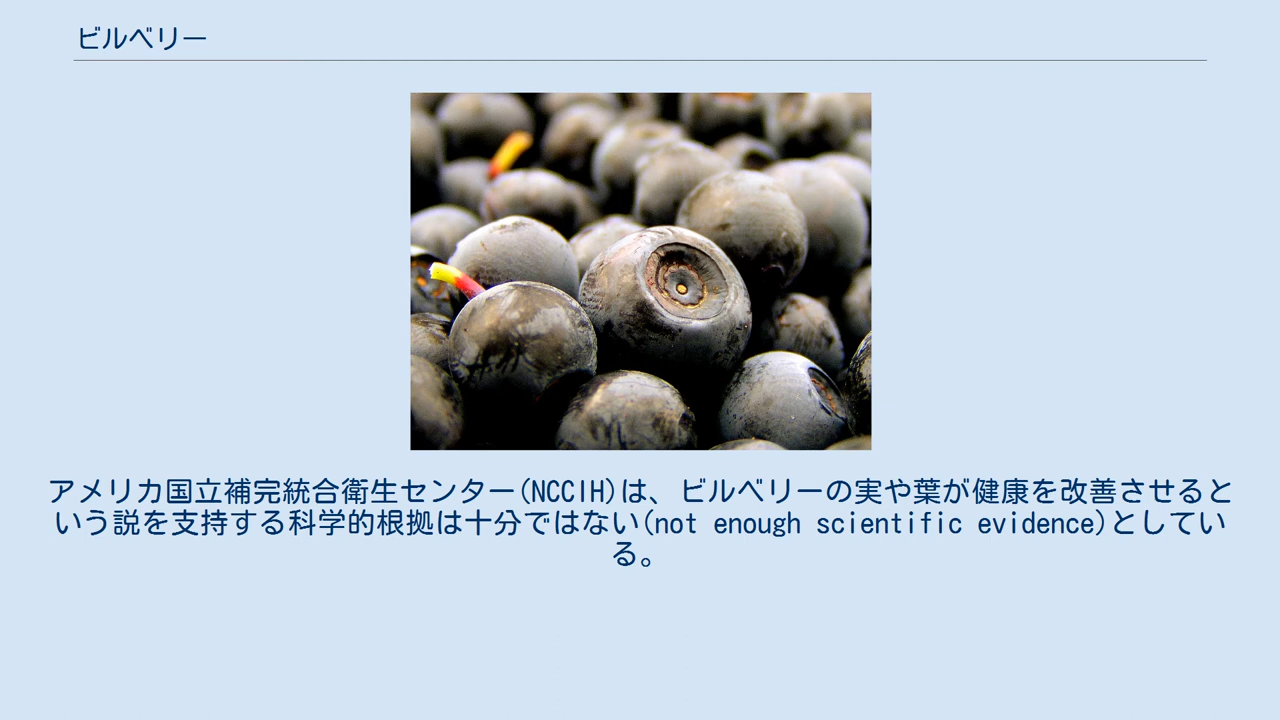 ビルベリー
アメリカ国立補完統合衛生センター(NCCIH)は、ビルベリーの実や葉が健康を改善させると
いう説を支持する科学的根拠は十分ではない(not enough scientific evidence)としてい
る。